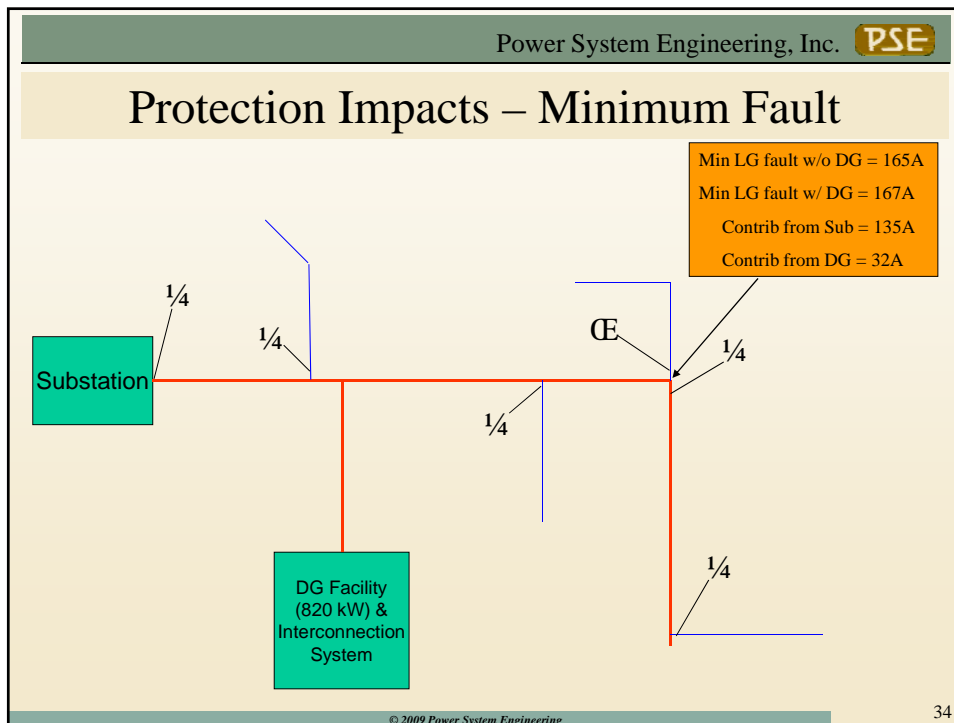 Power System Engineering, Inc. PSE
Protection Impacts – Minimum Fault
Min LG fault w/o DG = 165A
Min LG fault w/ DG = 167A
Contrib from Sub = 135A
Contrib from DG = 32A
¼
¼
Œ
¼
Substation
¼
DG Facility
(820 kW) &
Interconnection
System
¼
© 2009 Power System Engineering
34